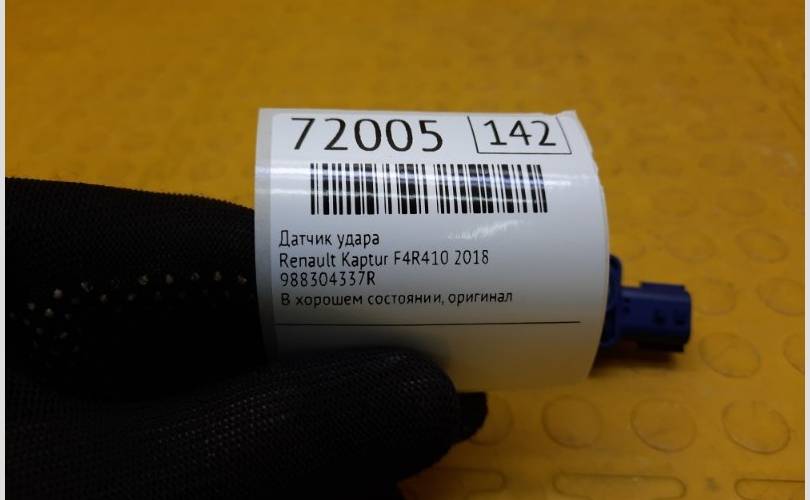 72005 142
Датчик удара
Renault Kaptur F4R410 2018
988304337R
В хорошем состоянии, оригинал